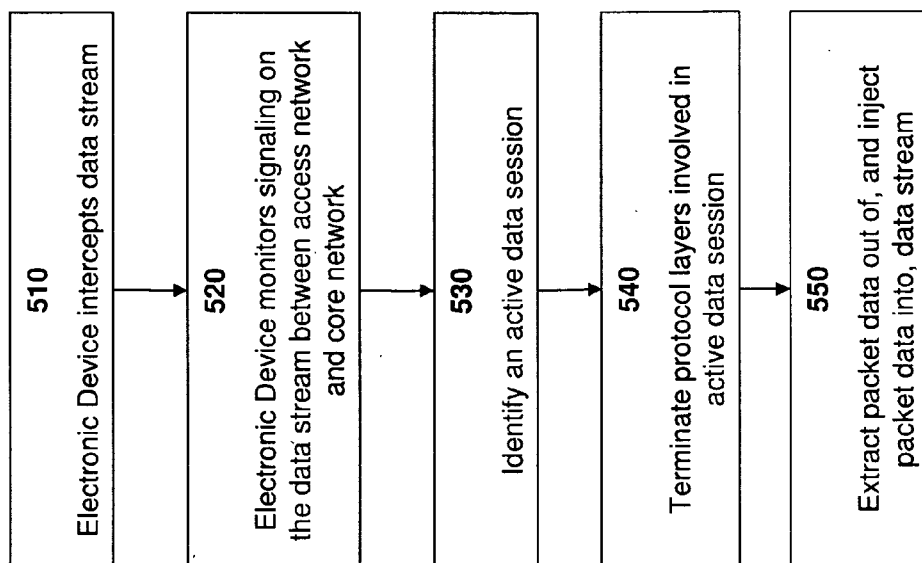 510
Electronic Device intercepts data stream
520
Electronic Device monitors signaling on
the data stream between access network
and core network
530
Identify an active data session
540
Terminate protocol layers involved in
active data session
550
Extract packet data out of, and inject
packet data into, data stream